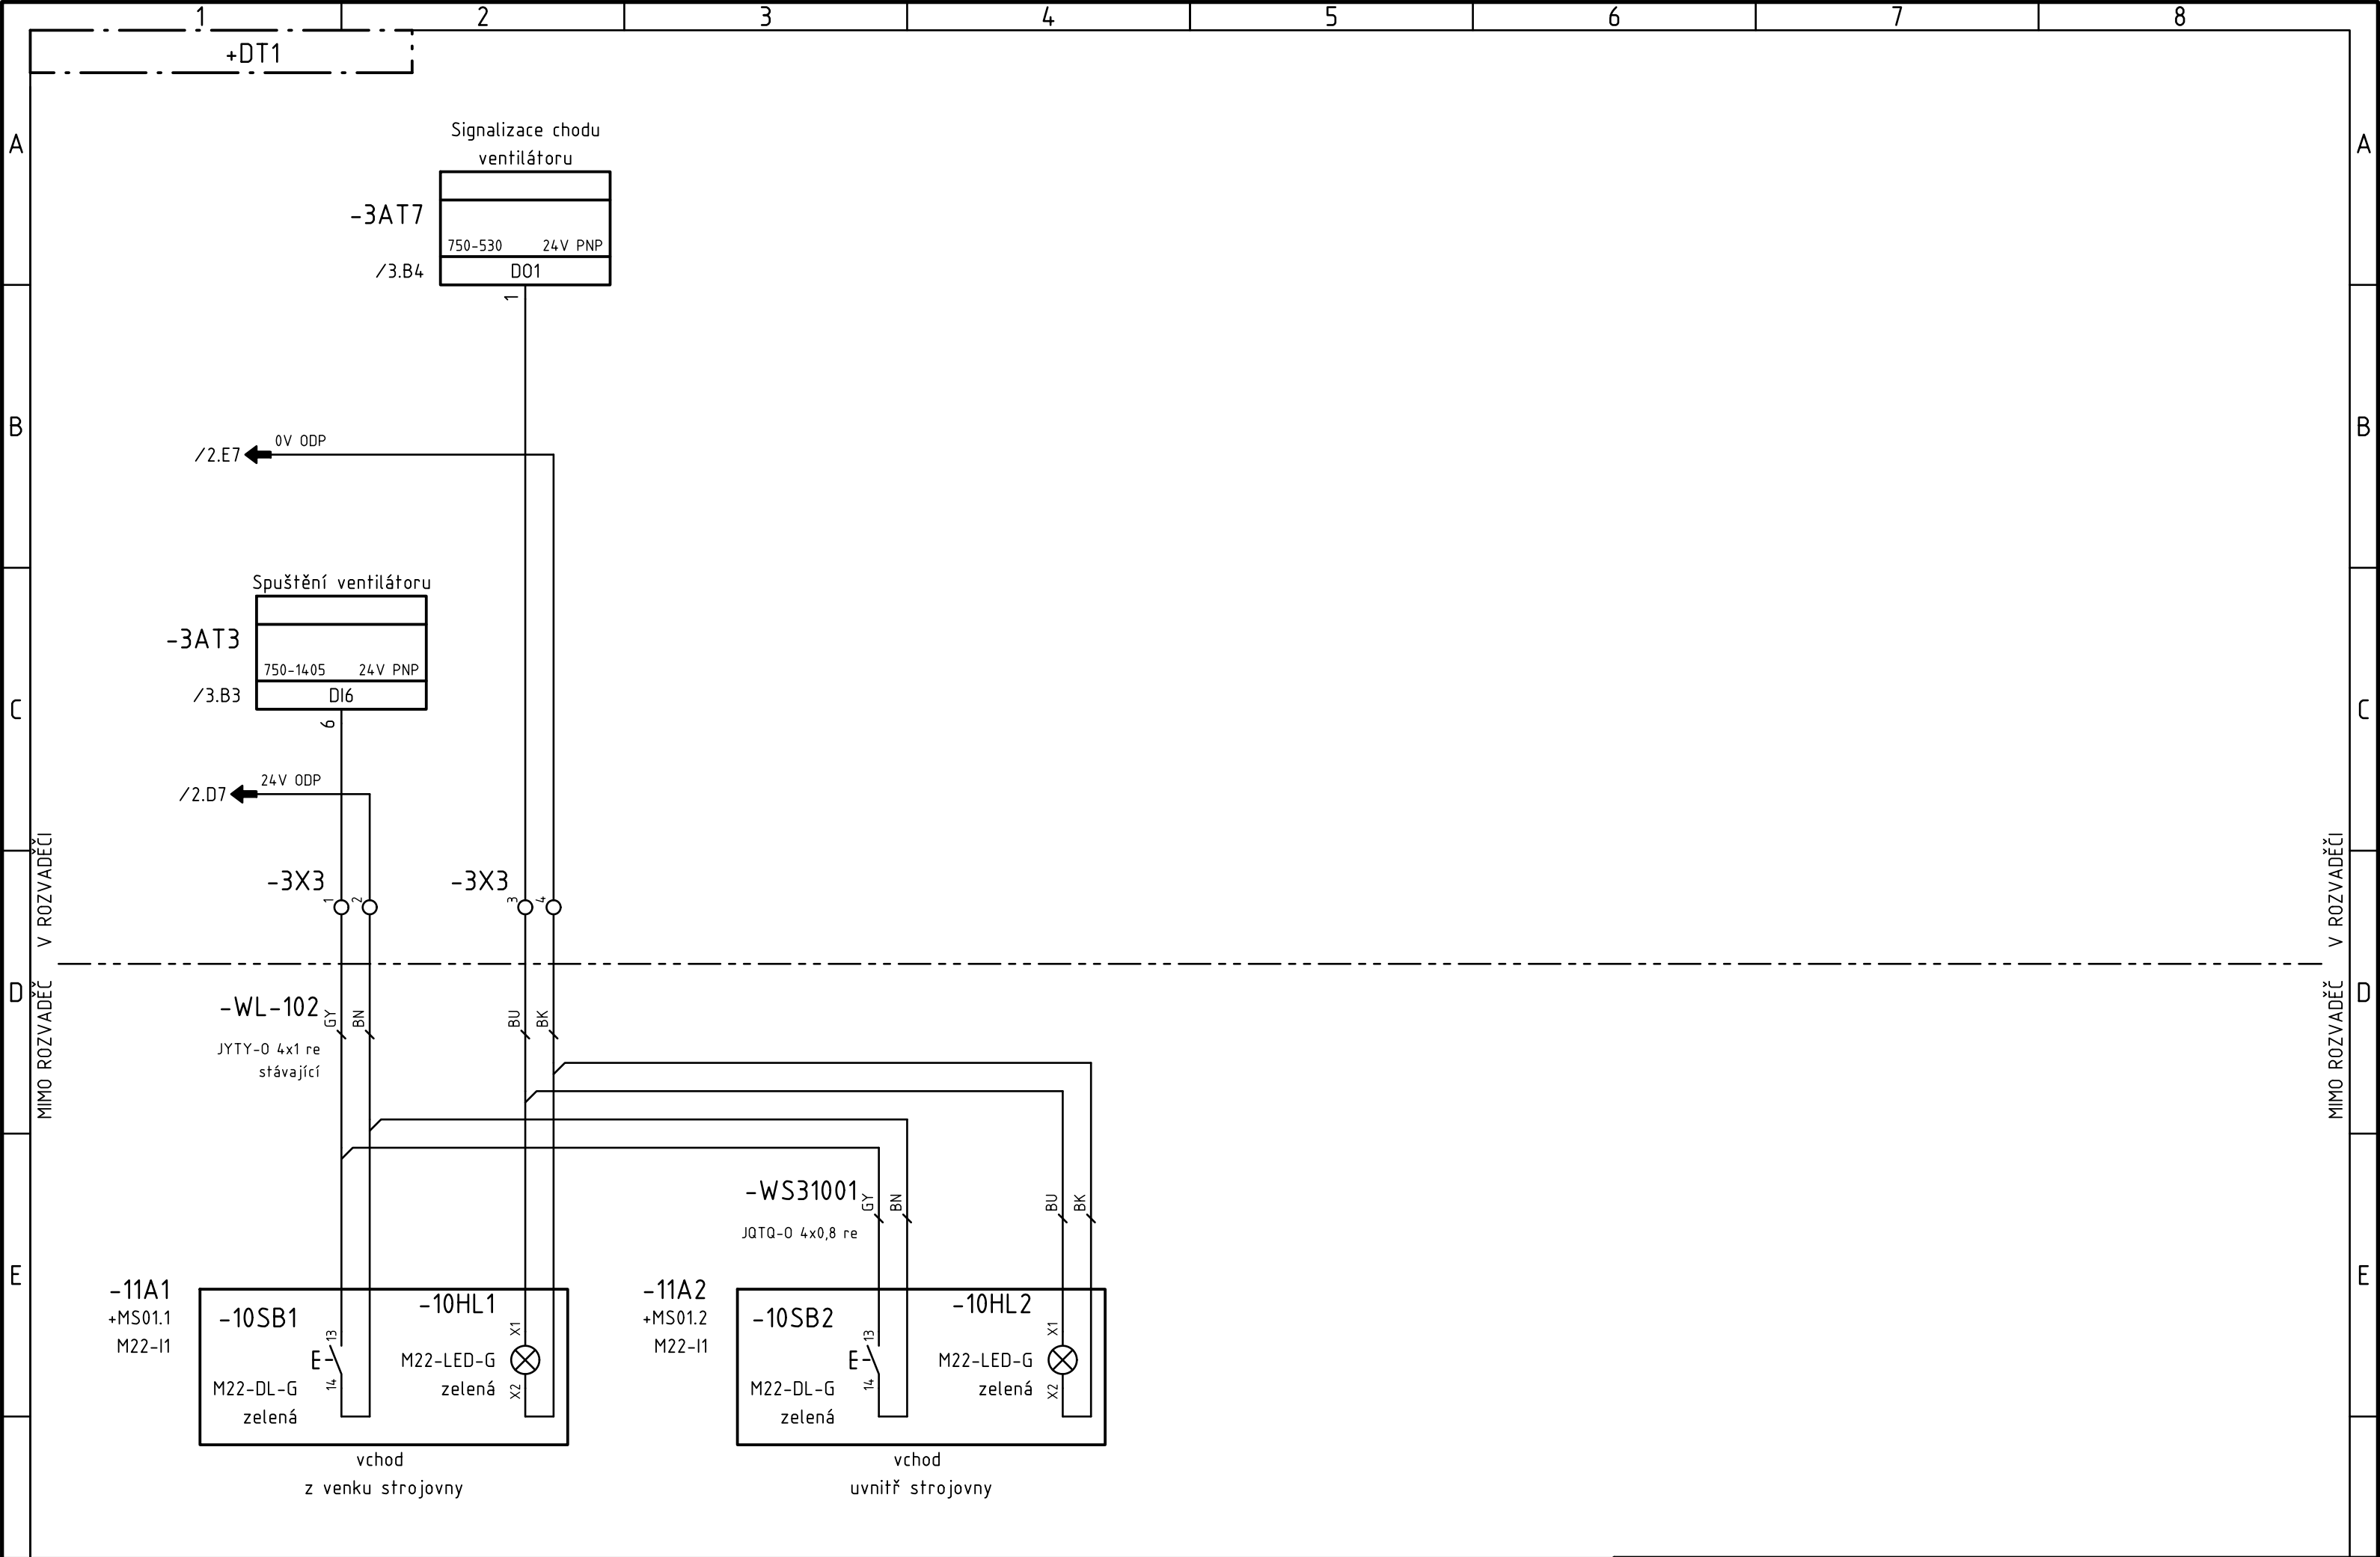 1 2 3 4 5 6 7 8
+DT1
A A
Signalizace chodu
ventilátoru
-3AT7
750-530 24V PNP
/3.B4 DO1
1
B B
0V ODP
/2.E7
Spuštění ventilátoru
-3AT3
750-1405 24V PNP
/3.B3 DI6
6
C C
24V ODP
/2.D7
V ROZVADĚČI V ROZVADĚČI
-3X3 1 2 -3X3 3 4
D D
MIMO ROZVADĚČ MIMO ROZVADĚČ
-WL-102 GY BN BU BK
JYTY-O 4x1 re
stávající
-WS31001 GY BN BU BK
JQTQ-O 4x0,8 re
E E
-11A1
+MS01.1
M22-I1
-10SB1
13
E
14
M22-DL-G
zelená
-10HL1
X1
M22-LED-G
zelená
X2
vchod
z venku strojovny
-11A2
+MS01.2
M22-I1
-10SB2
13
E
14
M22-DL-G
zelená
-10HL2
X1
M22-LED-G
zelená
X2
vchod
uvnitř strojovny